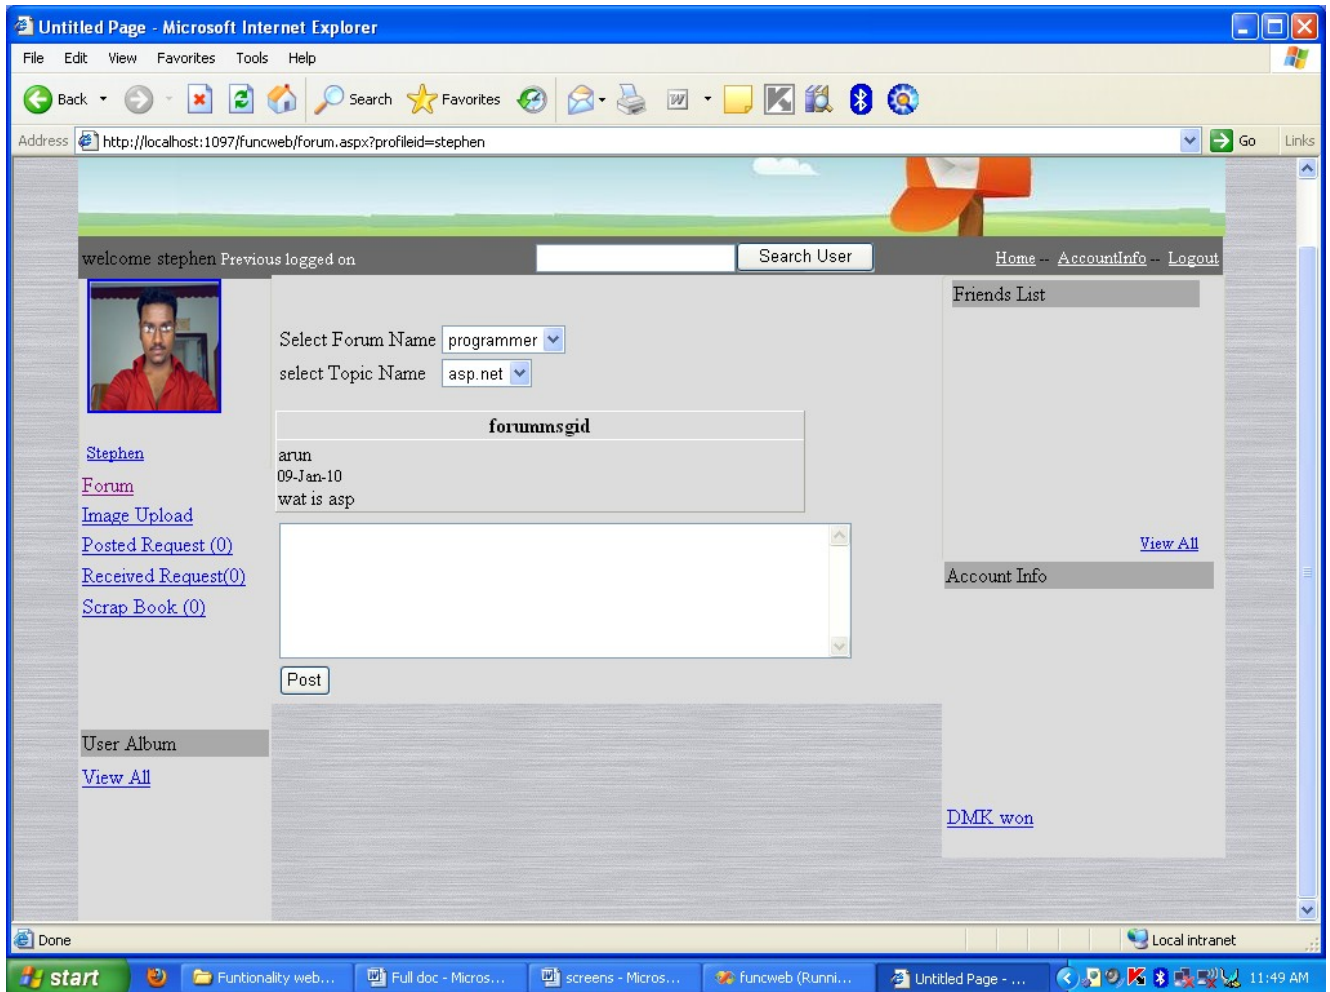 Untitled Page - Microsoft Internet Explorer
File Edit View Favorites Tools Help
Back Search Favorites
Address http://localhost:1097/funcweb/forum.aspx?profileid=stephen Go Links
welcome stephen Previous logged on Search User Home -- AccountInfo -- Logout
Friends List
Select Forum Name programmer
select Topic Name asp.net
forummsgid
arun
09-Jan-10
wat is asp
Stephen
Forum
Image Upload
Posted Request (0)
Received Request(0)
Scrap Book (0)
View All
Account Info
Post
User Album
View All
DMK won
Done Local intranet
start Funtionality web... Full doc - Micros... screens - Micros... funcweb (Runni... Untitled Page - ... 11:49 AM